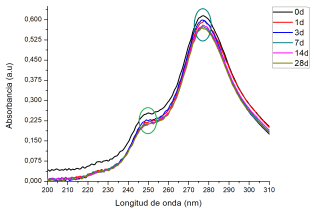 0,600
0,525
0,450
0,375
0,300
0,225
0,150
0,075
0,000
Absorbancia (a.u)
200 210 220 230 240 250 260 270 280 290 300 310
Longitud de onda (nm)
0d
1d
3d
7d
14d
28d